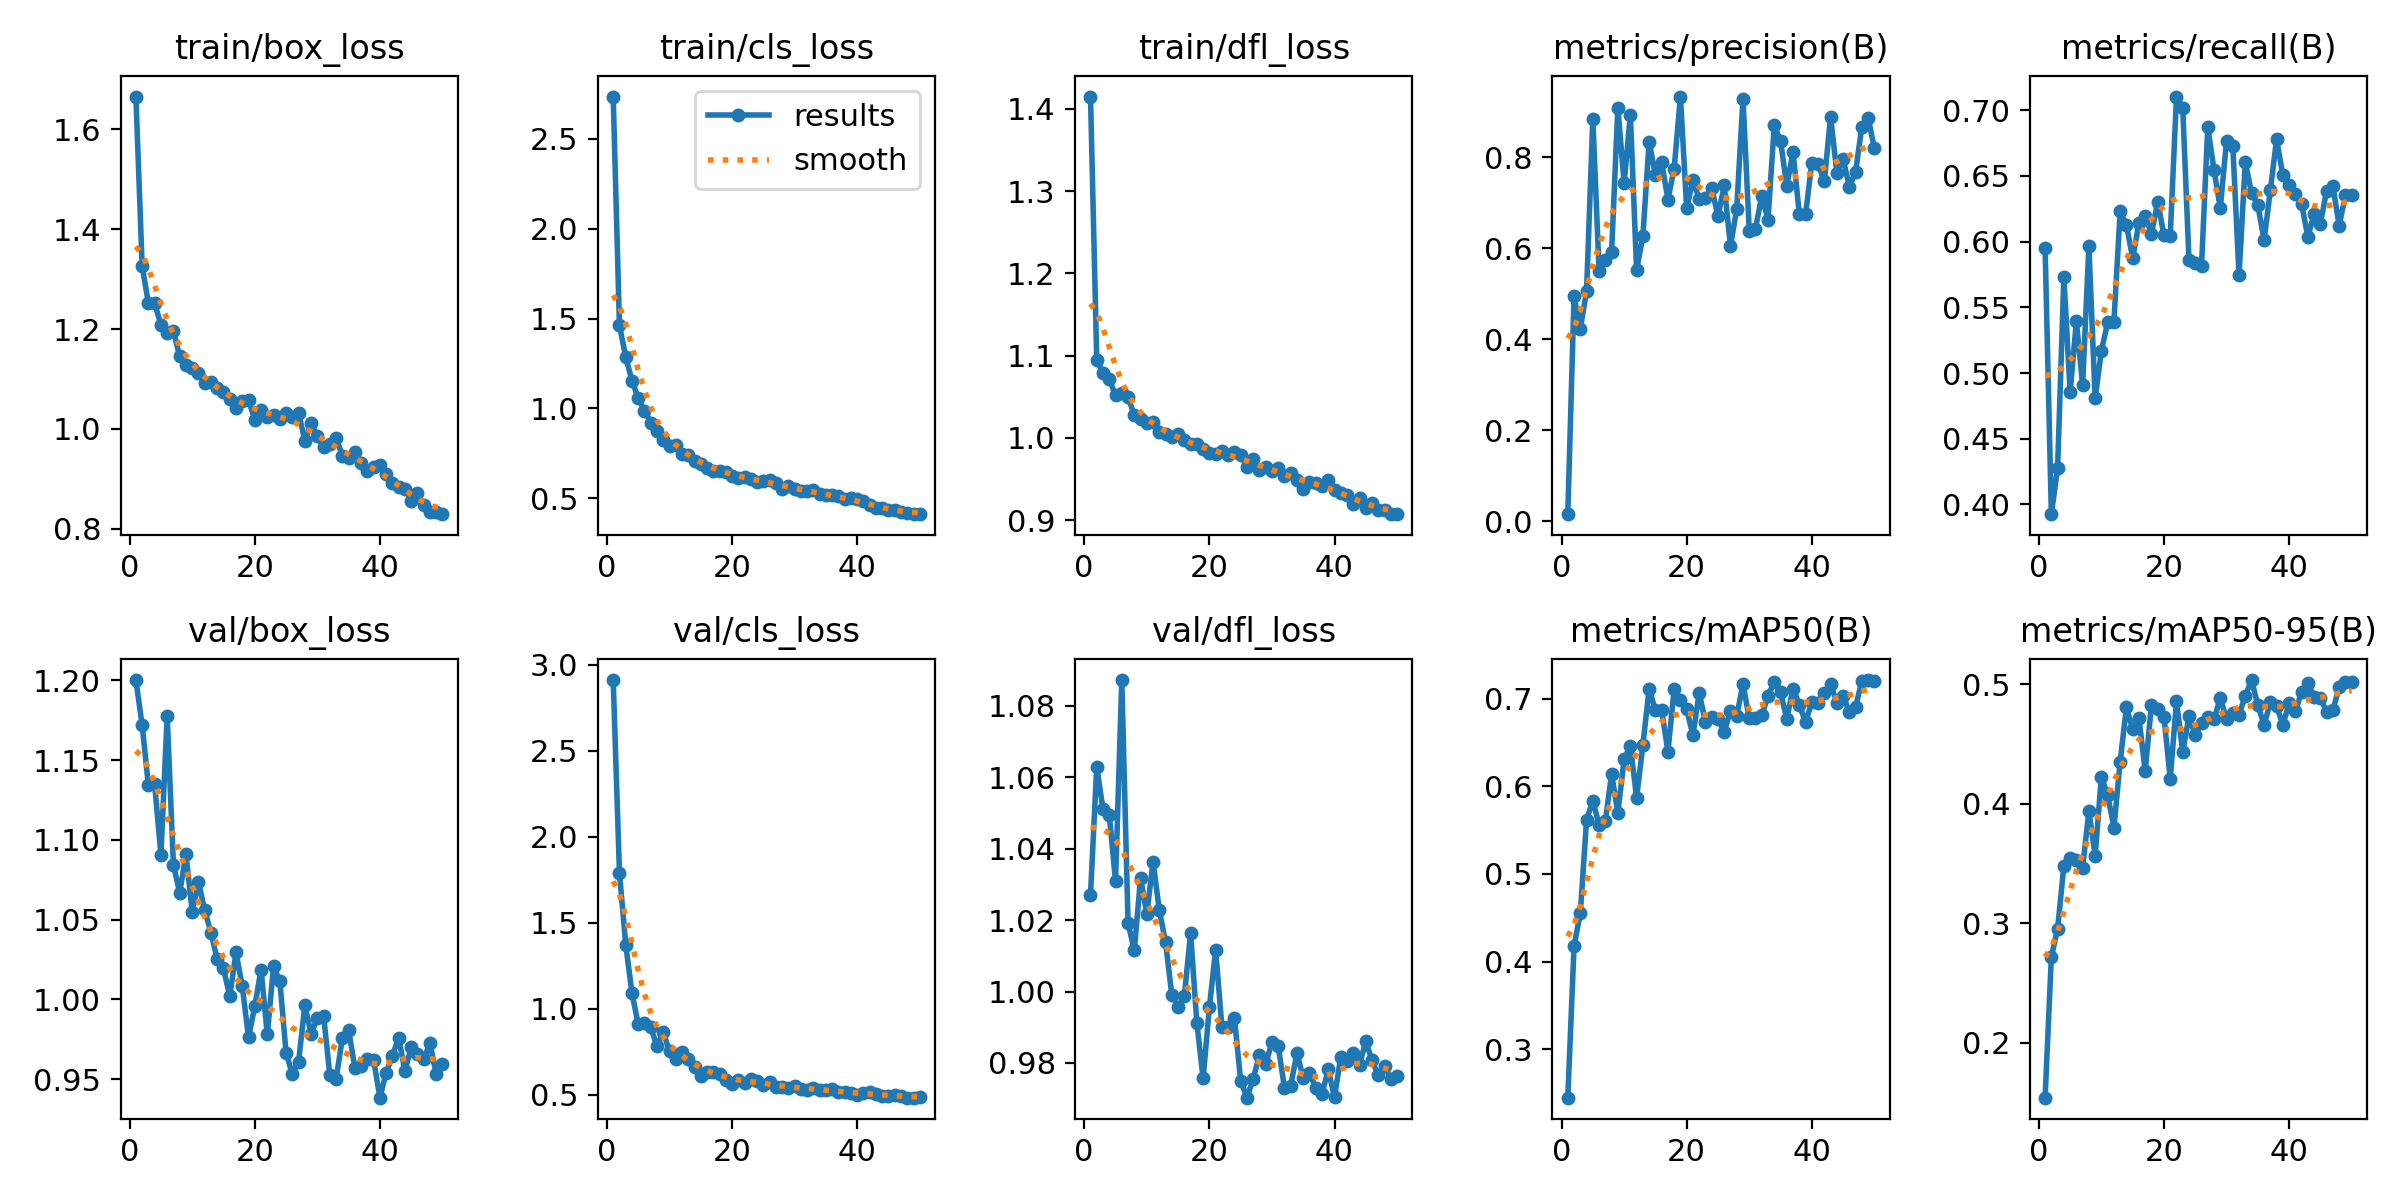 train/box_loss
1.6
1.4
1.2
1.0
0.8
0 20 40
train/cls_loss
results
smooth
2.5
2.0
1.5
1.0
0.5
0 20 40
train/dfl_loss
1.4
1.3
1.2
1.1
1.0
0.9
0 20 40
metrics/precision(B)
0.8
0.6
0.4
0.2
0.0
0 20 40
metrics/recall(B)
0.70
0.65
0.60
0.55
0.50
0.45
0.40
0 20 40
val/box_loss
1.20
1.15
1.10
1.05
1.00
0.95
0 20 40
val/cls_loss
3.0
2.5
2.0
1.5
1.0
0.5
0 20 40
val/dfl_loss
1.08
1.06
1.04
1.02
1.00
0.98
0 20 40
metrics/mAP50(B)
0.7
0.6
0.5
0.4
0.3
0 20 40
metrics/mAP50-95(B)
0.5
0.4
0.3
0.2
0 20 40